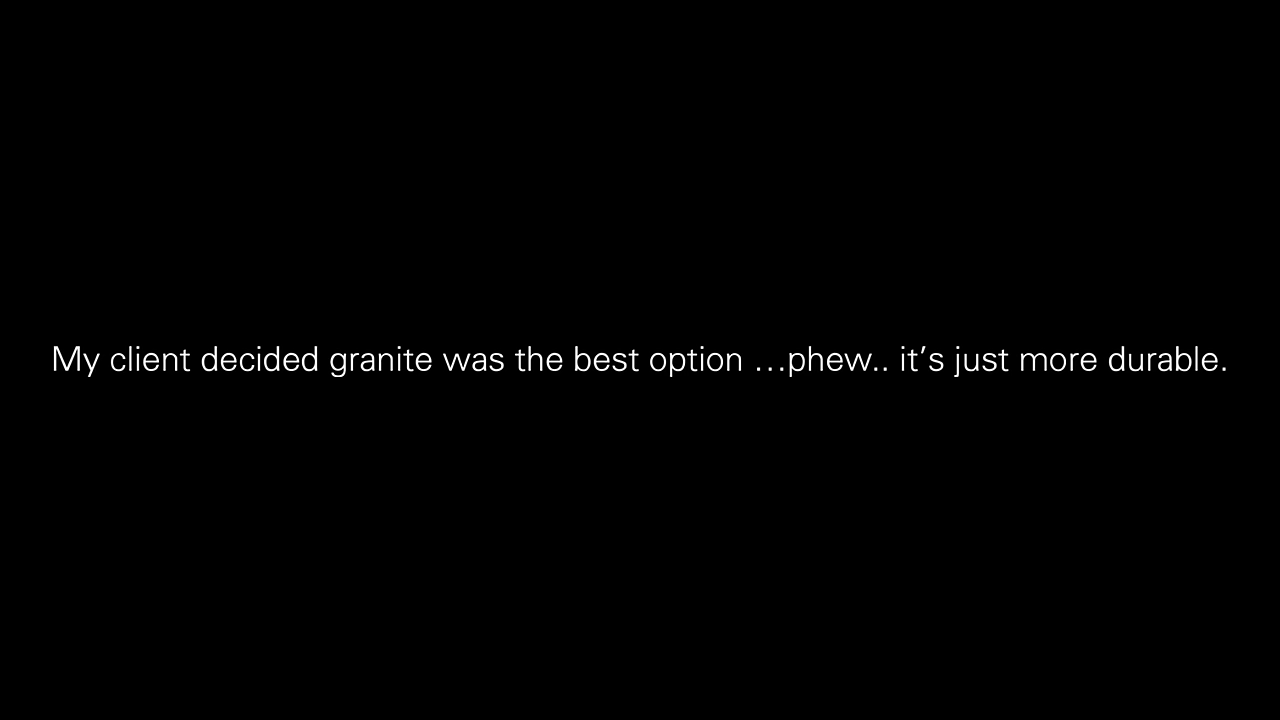 My client decided granite was the best option …phew.. it’s just more durable.